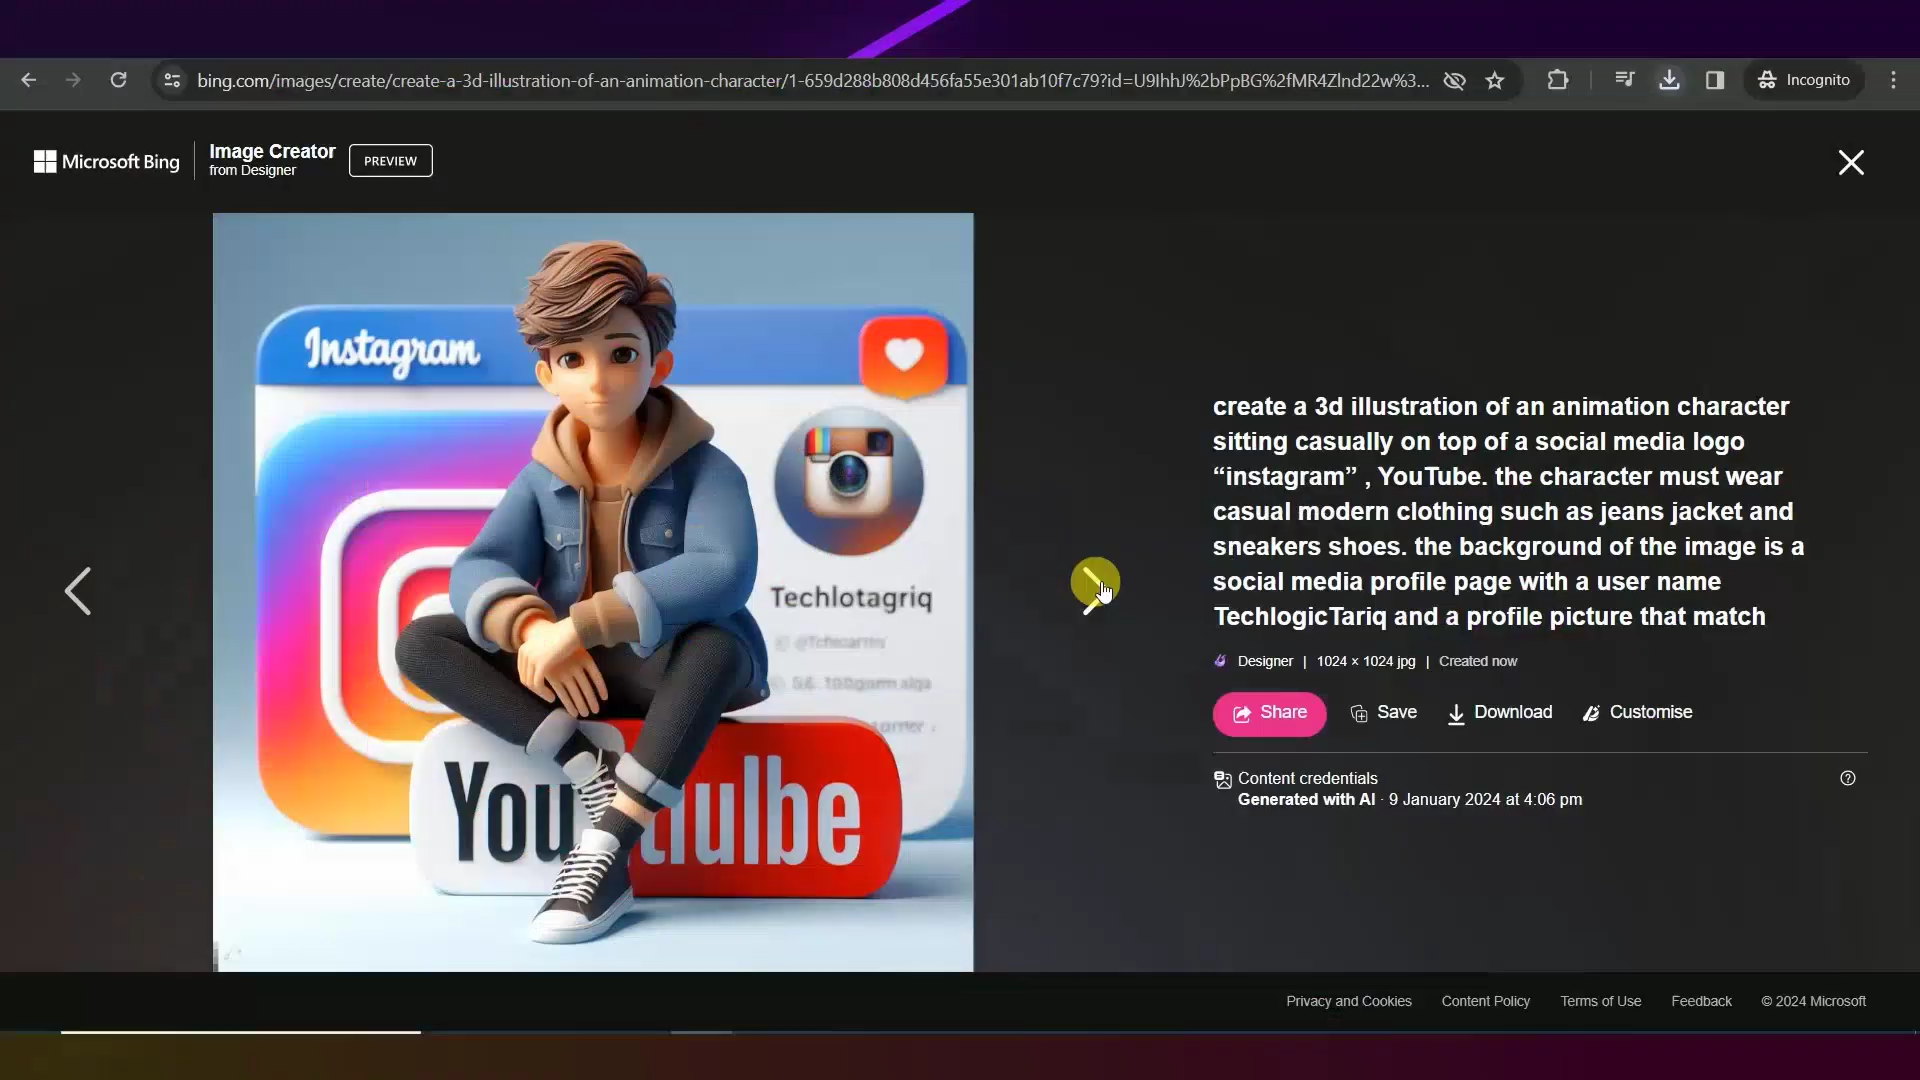 bing.com/images/create/create-a-3d-illustration-of-an-animation-character/1-659d288b808d456fa55e301ab10f7c79?id=U9IhhJ%2bPpBG%2fMR4Zlnd22w%3...
Incognito
Microsoft Bing
Image Creator
from Designer
PREVIEW
Instagram
Techlotagriq
You
tlulbe
create a 3d illustration of an animation character
sitting casually on top of a social media logo
“instagram” , YouTube. the character must wear
casual modern clothing such as jeans jacket and
sneakers shoes. the background of the image is a
social media profile page with a user name
TechlogicTariq and a profile picture that match
Designer | 1024 × 1024 jpg | Created now
Share
Save
Download
Customise
Content credentials
Generated with AI · 9 January 2024 at 4:06 pm
Privacy and Cookies
Content Policy
Terms of Use
Feedback
© 2024 Microsoft